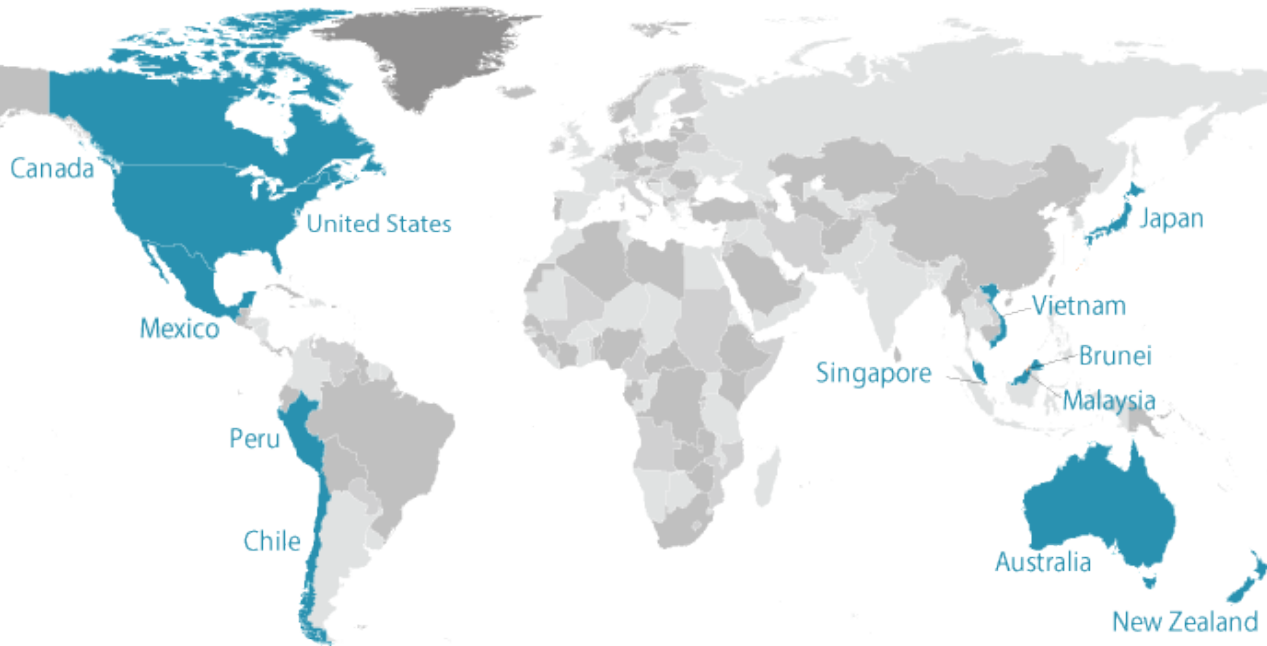 Canada
United States
Japan
Mexico
Vietnam
Brunei
Singapore
Malaysia
Peru
Chile
Australia
New Zealand